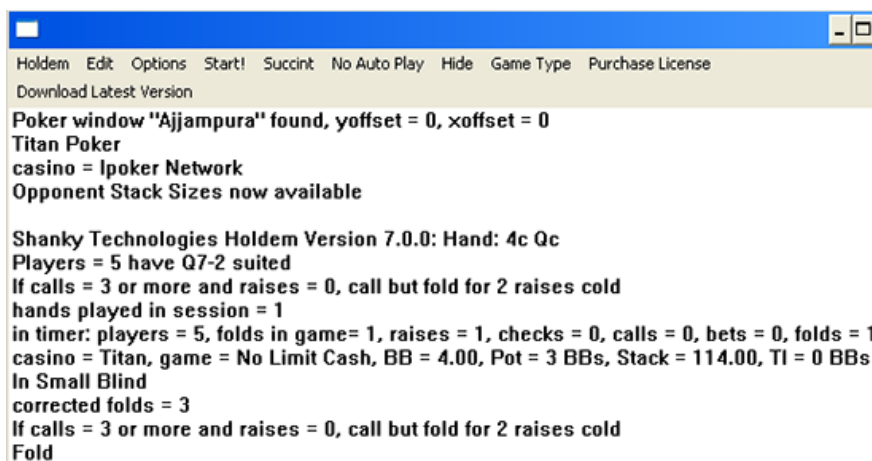 Holdem Edit Options Start! Succint No Auto Play Hide Game Type Purchase License
Download Latest Version
Poker window "Ajjampura" found, yoffset = 0, xoffset = 0
Titan Poker
casino = Ipoker Network
Opponent Stack Sizes now available
Shanky Technologies Holdem Version 7.0.0: Hand: 4c Qc
Players = 5 have Q7-2 suited
If calls = 3 or more and raises = 0, call but fold for 2 raises cold
hands played in session = 1
in timer: players = 5, folds in game= 1, raises = 1, checks = 0, calls = 0, bets = 0, folds = 1
casino = Titan, game = No Limit Cash, BB = 4.00, Pot = 3 BBs, Stack = 114.00, TI = 0 BBs
In Small Blind
corrected folds = 3
If calls = 3 or more and raises = 0, call but fold for 2 raises cold
Fold